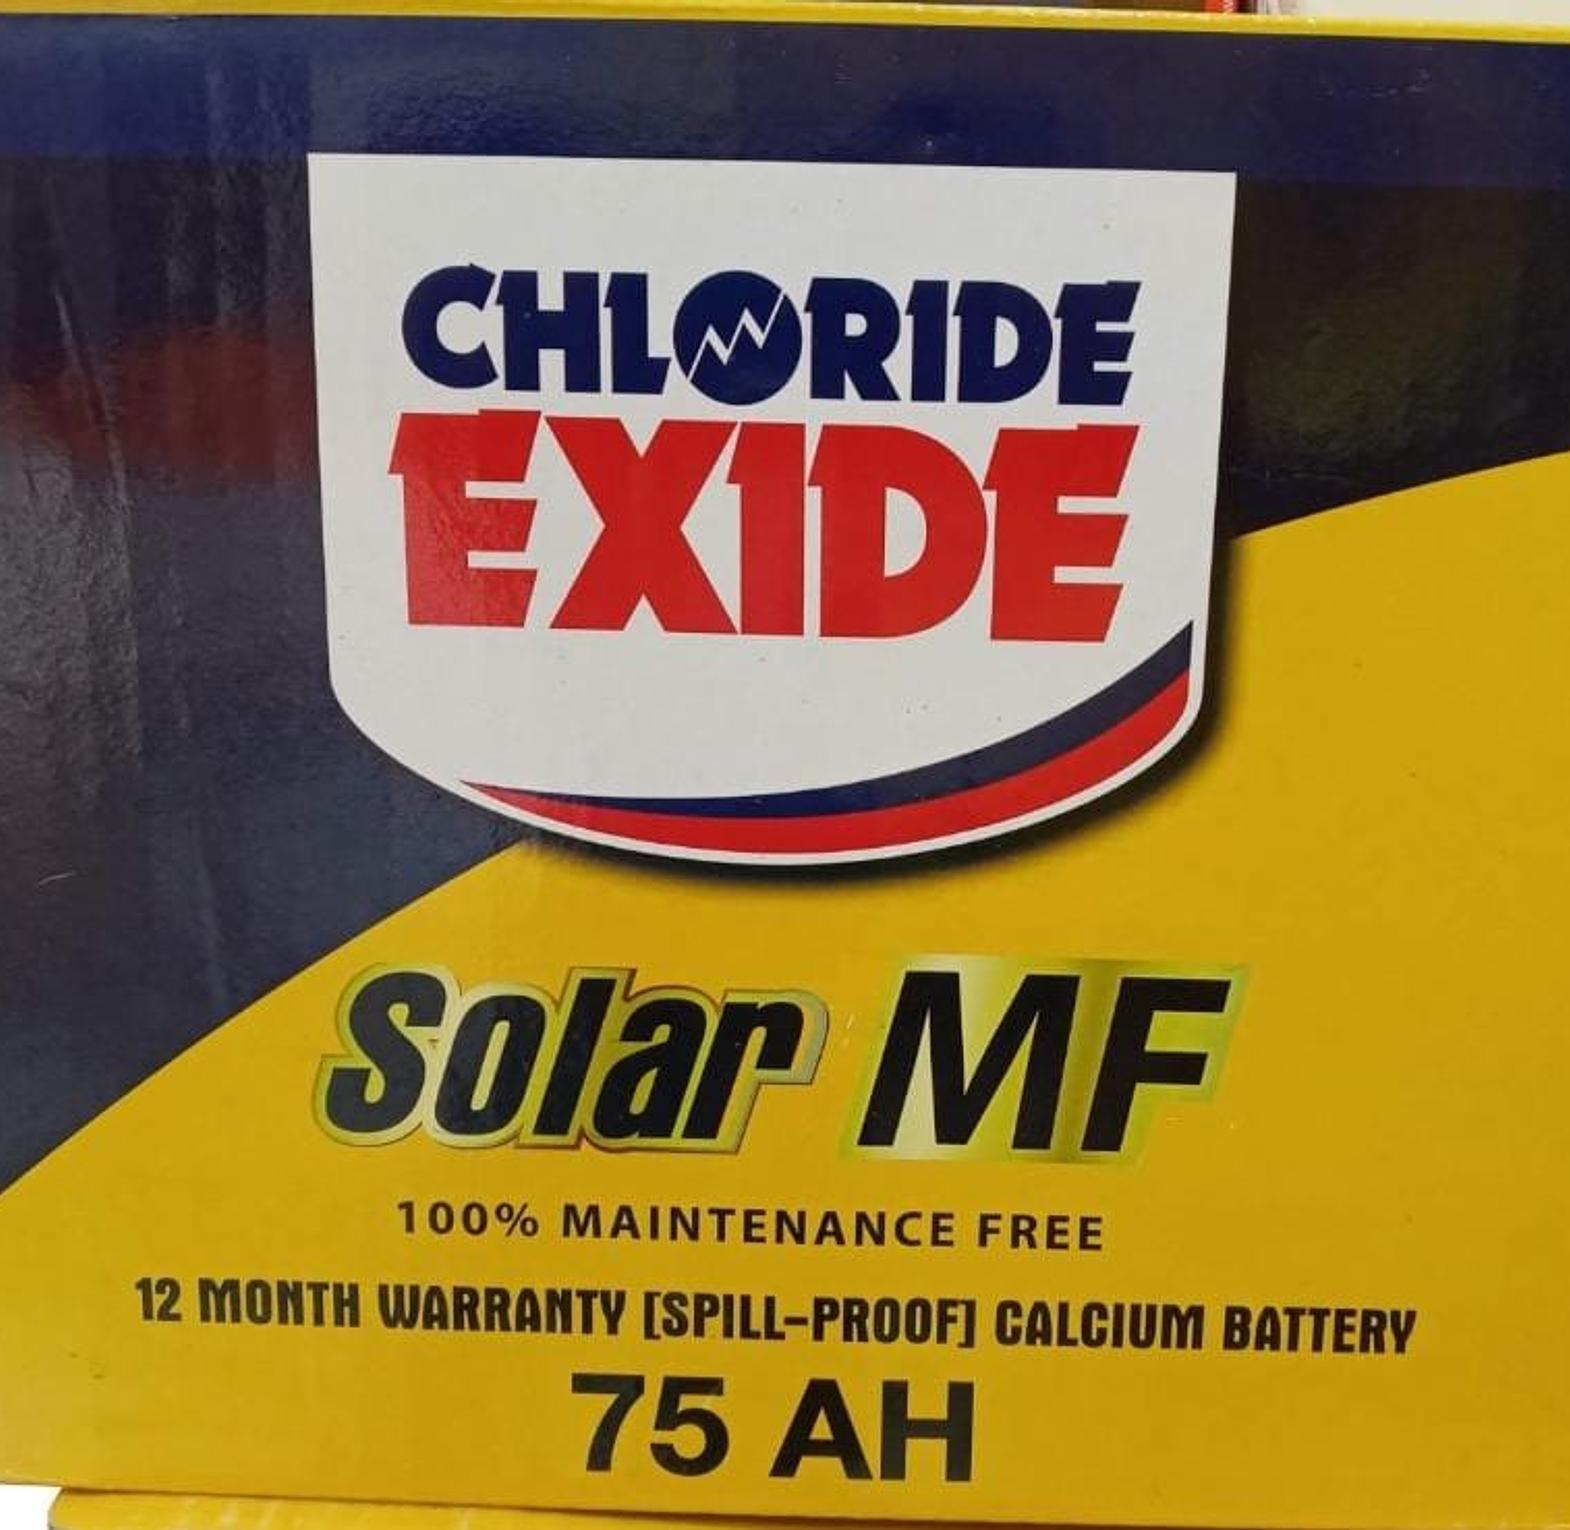 CHLORIDE
EXIDE
Solar MF
100% MAINTENANCE FREE
12 MONTH WARRANTY [SPILL-PROOF] CALCIUM BATTERY
75 AH